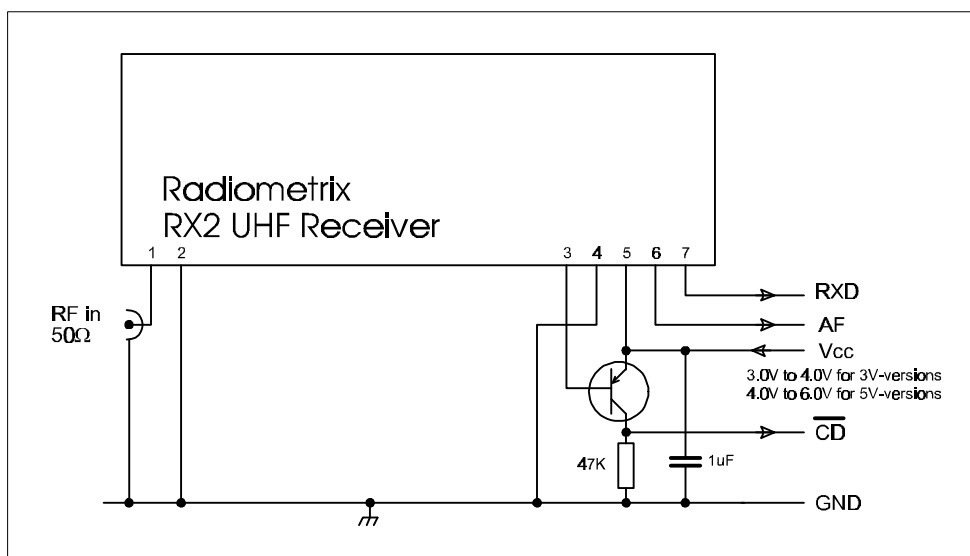 Radiometrix
RX2 UHF Receiver
1 2 3 4 5 6 7
RF in
50Ω
RXD
AF
Vcc
3.0V to 4.0V for 3V-versions
4.0V to 6.0V for 5V-versions
CD
47K
1uF
GND